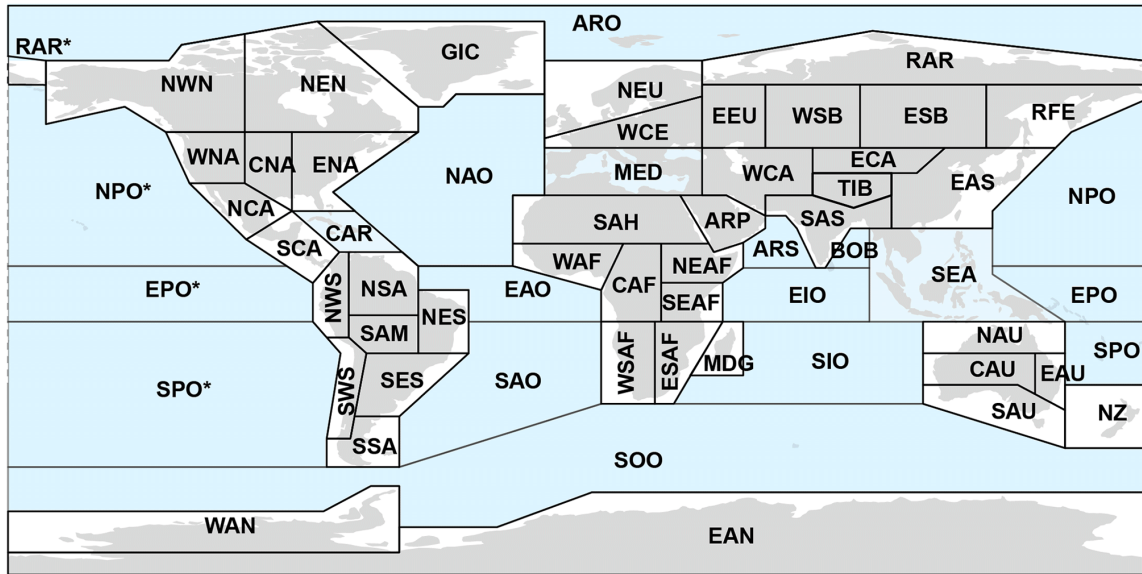 ARO
RAR*
GIC
RAR
NWN
NEN
NEU
RFE
EEU
WSB
ESB
WCE
WNA
CNA
ENA
ECA
MED
WCA
EAS
NPO*
NAO
TIB
NPO
NCA
SAH
ARP
SAS
CAR
SCA
ARS
BOB
WAF
NEAF
SEA
EPO*
NWS
NSA
EAO
CAF
SEAF
EIO
EPO
NES
SAM
NAU
SPO
WSAF
ESAF
MDG
SIO
CAU
EAU
SPO*
SWS
SES
SAO
SAU
NZ
SSA
SOO
WAN
EAN